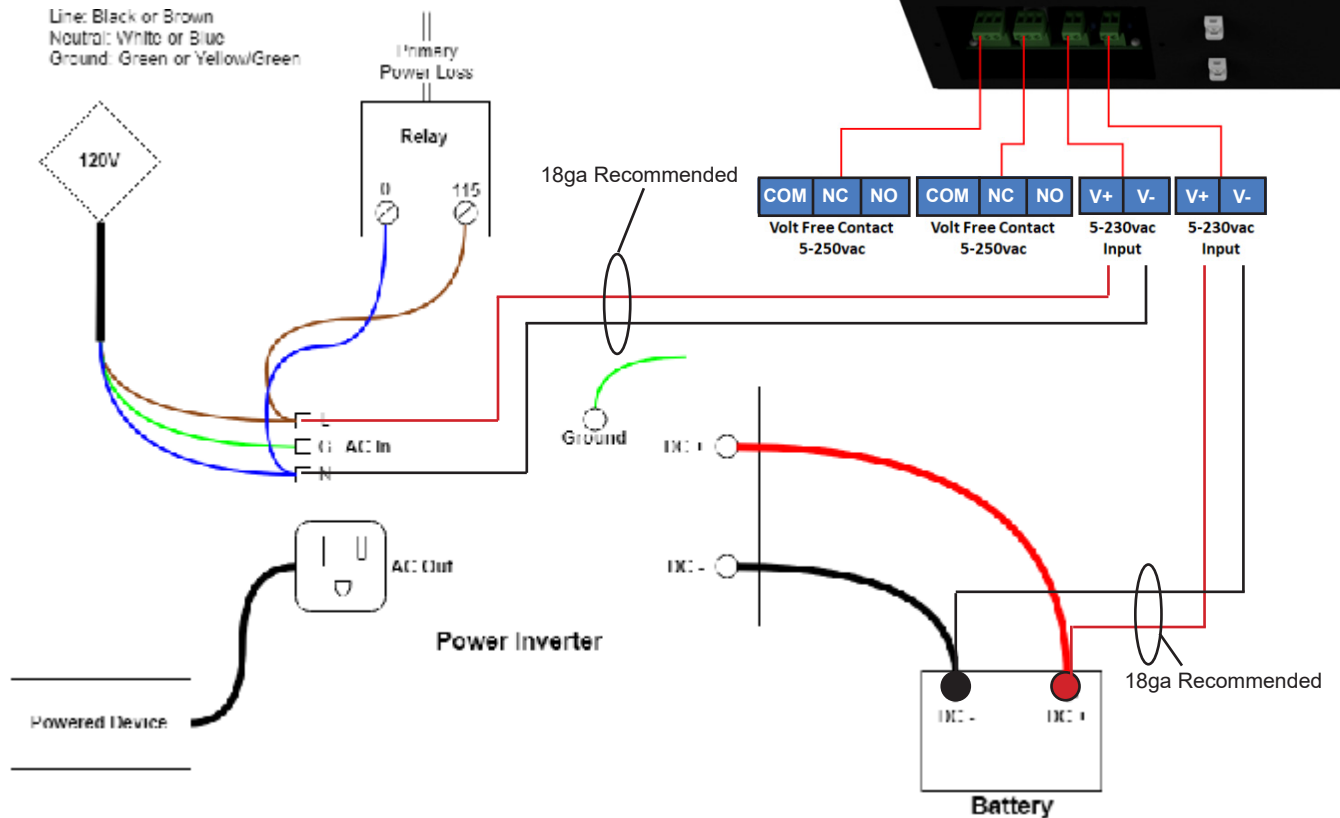 Line: Black or Brown
Neutral: White or Blue
Ground: Green or Yellow/Green
Primary
Power Loss
Relay
0
115
120V
18ga Recommended
COM NC NO
COM NC NO
V+ V-
V+ V-
Volt Free Contact
5-250vac
Volt Free Contact
5-250vac
5-230vac
Input
5-230vac
Input
L
G AC In
N
Ground
DC +
DC -
AC Out
Power Inverter
Powered Device
18ga Recommended
DC -
DC +
Battery